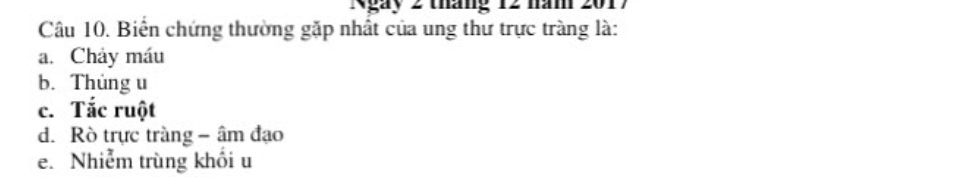 Ngày 2 tháng 12 năm 2017
Câu 10. Biến chứng thường gặp nhất của ung thư trực tràng là:
a. Chảy máu
b. Thủng u
c. Tắc ruột
d. Rò trực tràng – âm đạo
e. Nhiễm trùng khối u